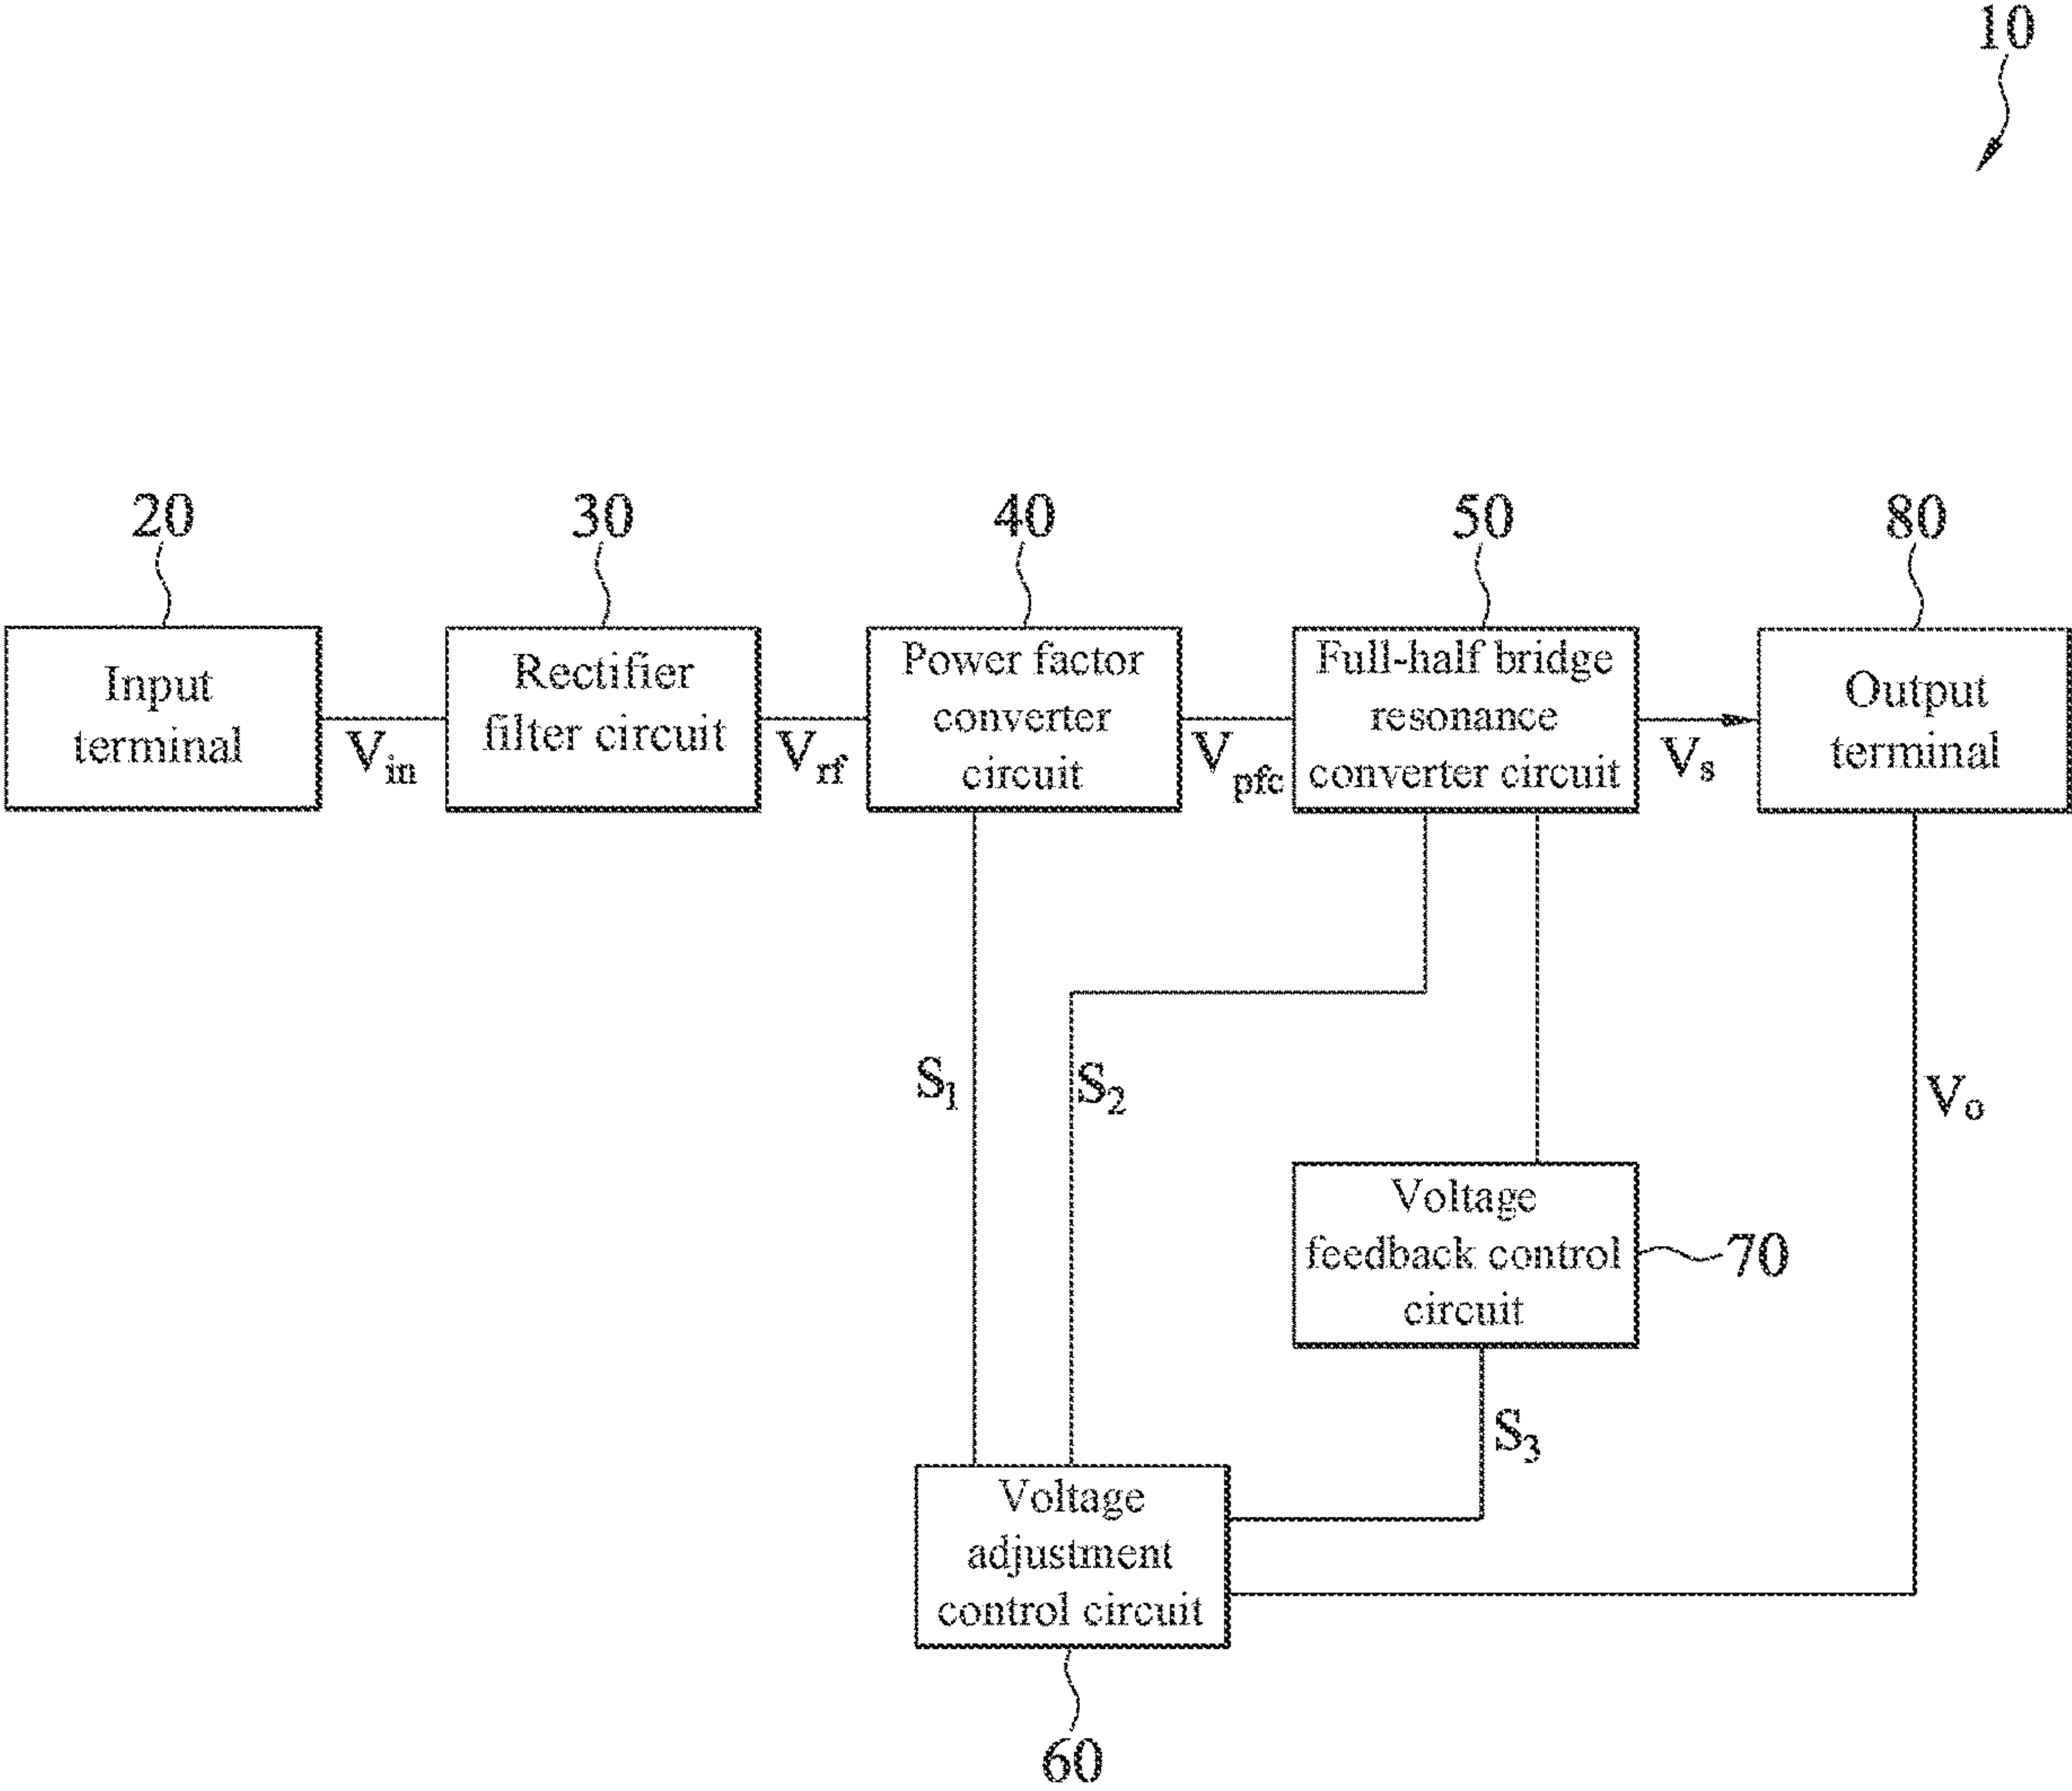 10
20
30
40
50
80
Input
terminal
Vin
Rectifier
filter circuit
Vrf
Power factor
converter
circuit
Vpfc
Full-half bridge
resonance
converter circuit
Vs
Output
terminal
S1
S2
Vo
Voltage
feedback control
circuit
70
S3
Voltage
adjustment
control circuit
60